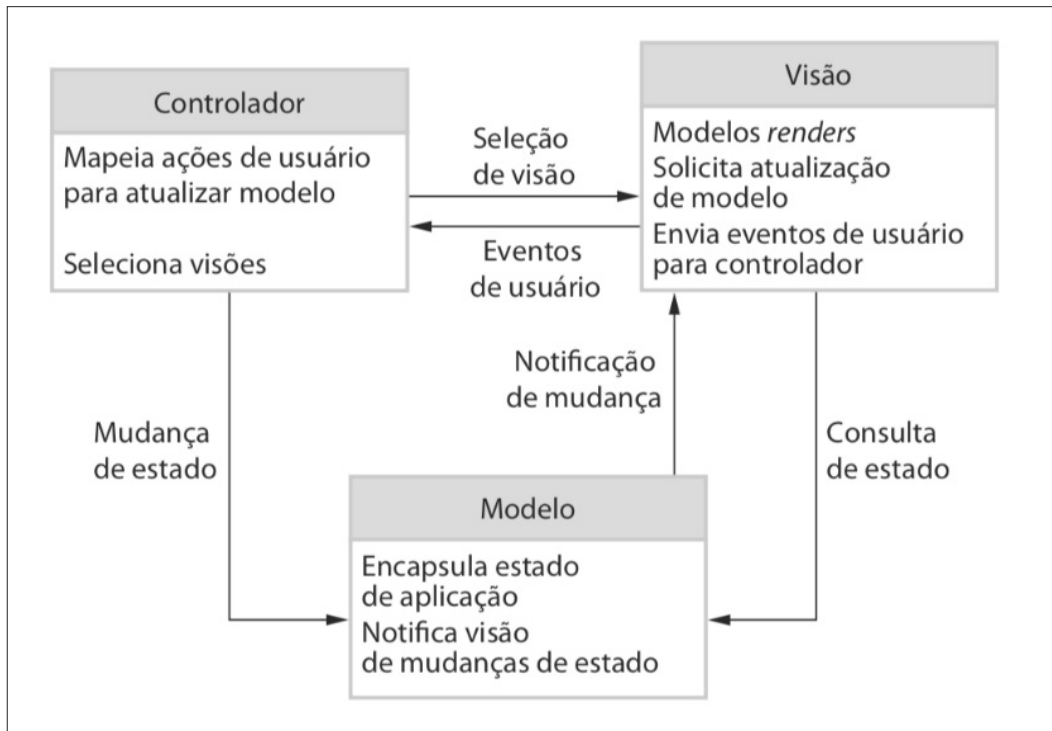 Controlador
Mapeia ações de usuário
para atualizar modelo
Seleciona visões
Seleção
de visão
Eventos
de usuário
Visão
Modelos renders
Solicita atualização
de modelo
Envia eventos de usuário
para controlador
Mudança
de estado
Notificação
de mudança
Consulta
de estado
Modelo
Encapsula estado
de aplicação
Notifica visão
de mudanças de estado